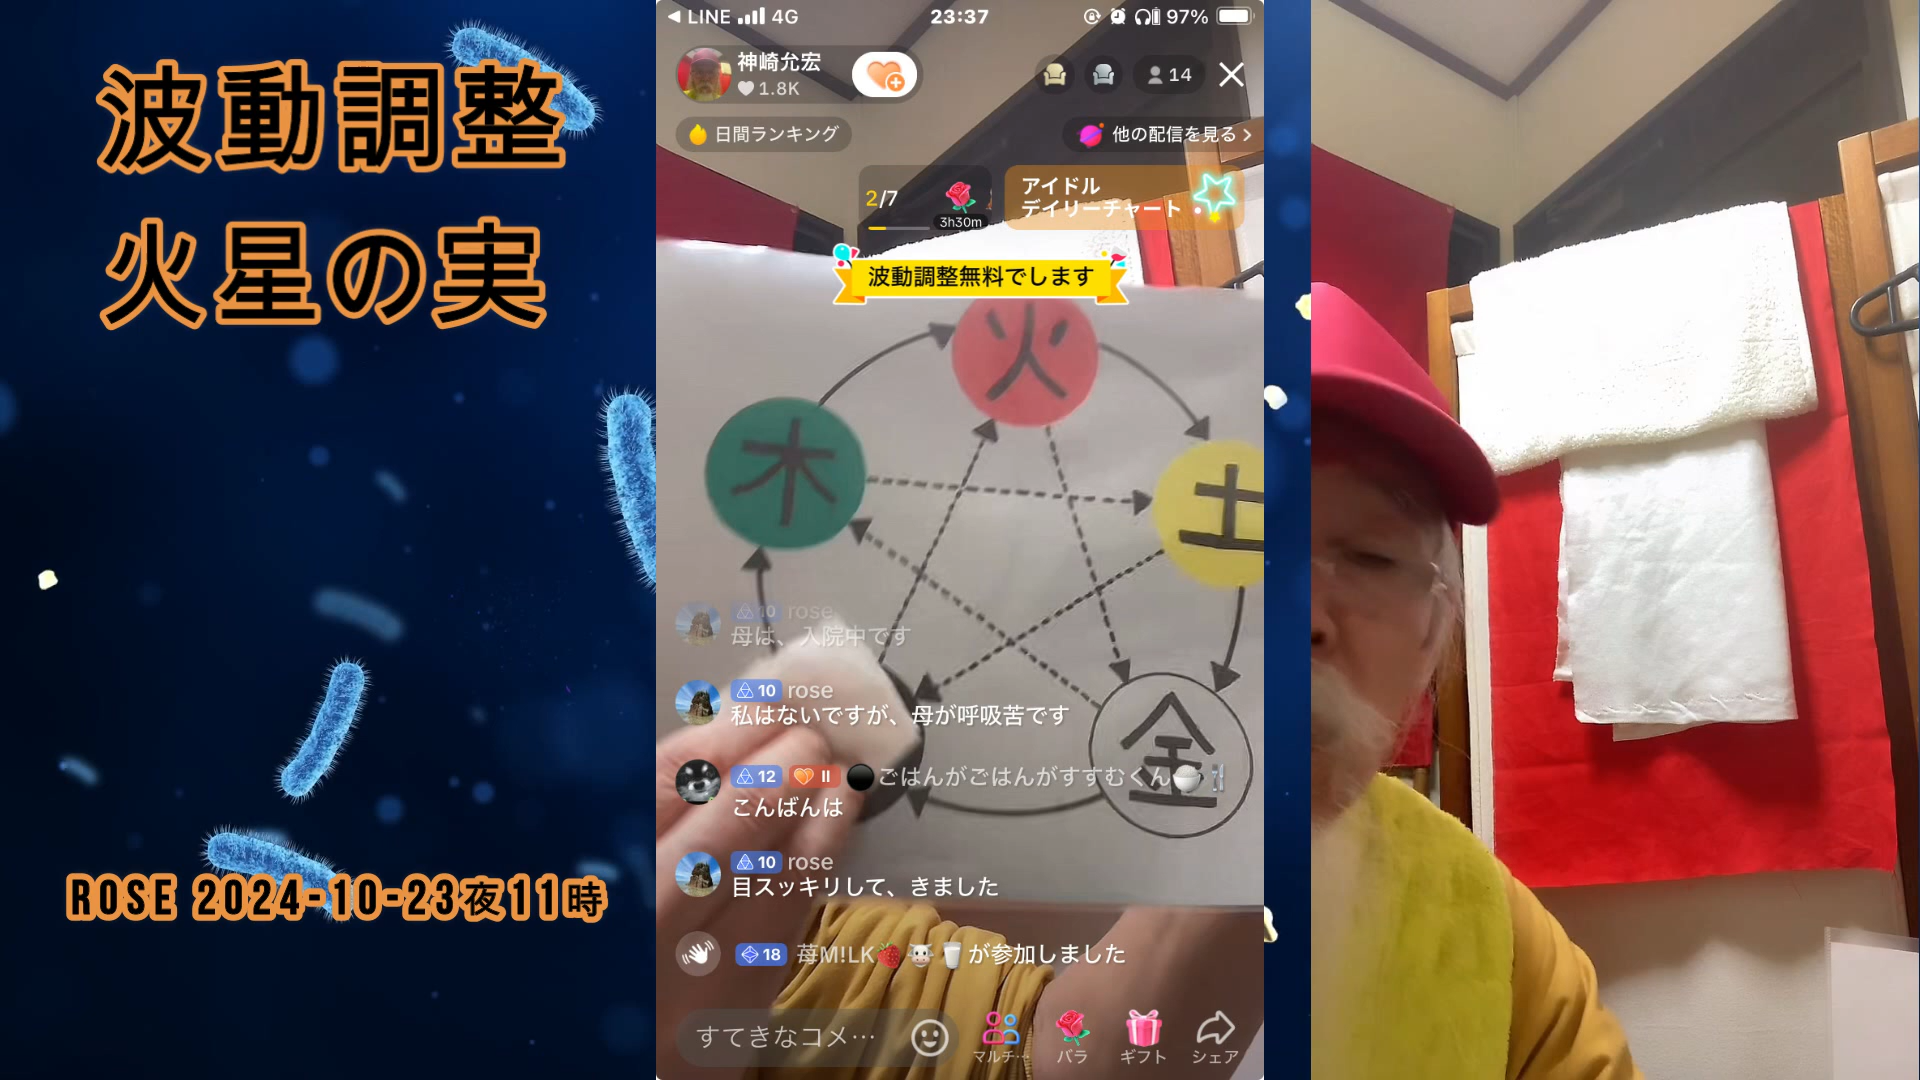 波動調整
火星の実
ROSE 2024-10-23夜11時
LINE 4G 23:37 97%
神崎允宏
1.8K
14
日間ランキング
他の配信を見る
2/7
3h30m
アイドル
デイリーチャート
波動調整無料でします
火
木
土
金
10 rose
母は、入院中です
10 rose
私はないですが、母が呼吸苦です
12 II ごはんがごはんがすすむくん
こんばんは
10 rose
目スッキリして、きました
18 苺M!LK🍓🐮🥛が参加しました
すてきなコメ…
マルチ…
バラ
ギフト
シェア